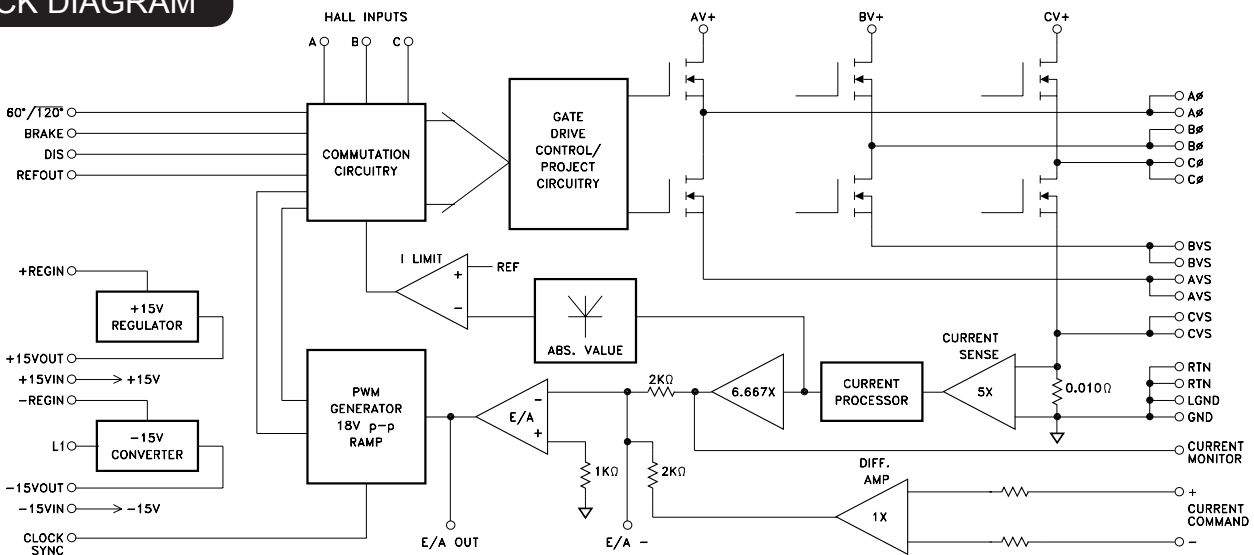 CK DIAGRAM
HALL INPUTS
A
B
C
AV+
BV+
CV+
60°/120°
BRAKE
DIS
REFOUT
COMMUTATION
CIRCUITRY
GATE
DRIVE
CONTROL/
PROJECT
CIRCUITRY
AØ
AØ
BØ
BØ
CØ
CØ
BVS
BVS
AVS
AVS
CVS
CVS
RTN
RTN
LGND
GND
+REGIN
+15V
REGULATOR
+15VOUT
+15VIN
+15V
-REGIN
L1
-15V
CONVERTER
-15VOUT
-15VIN
-15V
CLOCK
SYNC
I LIMIT
+
-
REF
ABS. VALUE
PWM
GENERATOR
18V p-p
RAMP
E/A
-
+
2KΩ
1KΩ
2KΩ
6.667X
CURRENT
PROCESSOR
CURRENT
SENSE
5X
0.010Ω
CURRENT
MONITOR
DIFF.
AMP
1X
+
CURRENT
COMMAND
-
E/A OUT
E/A -